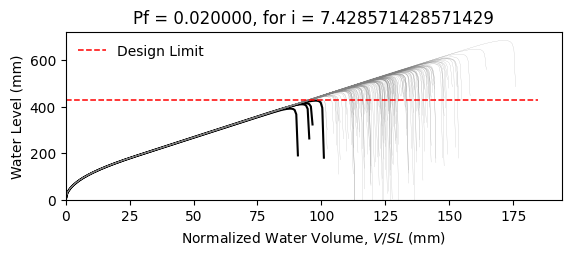 Pf = 0.020000, for i = 7.428571428571429
Design Limit
Water Level (mm)
600
400
200
0
0 25 50 75 100 125 150 175
Normalized Water Volume, V/SL (mm)